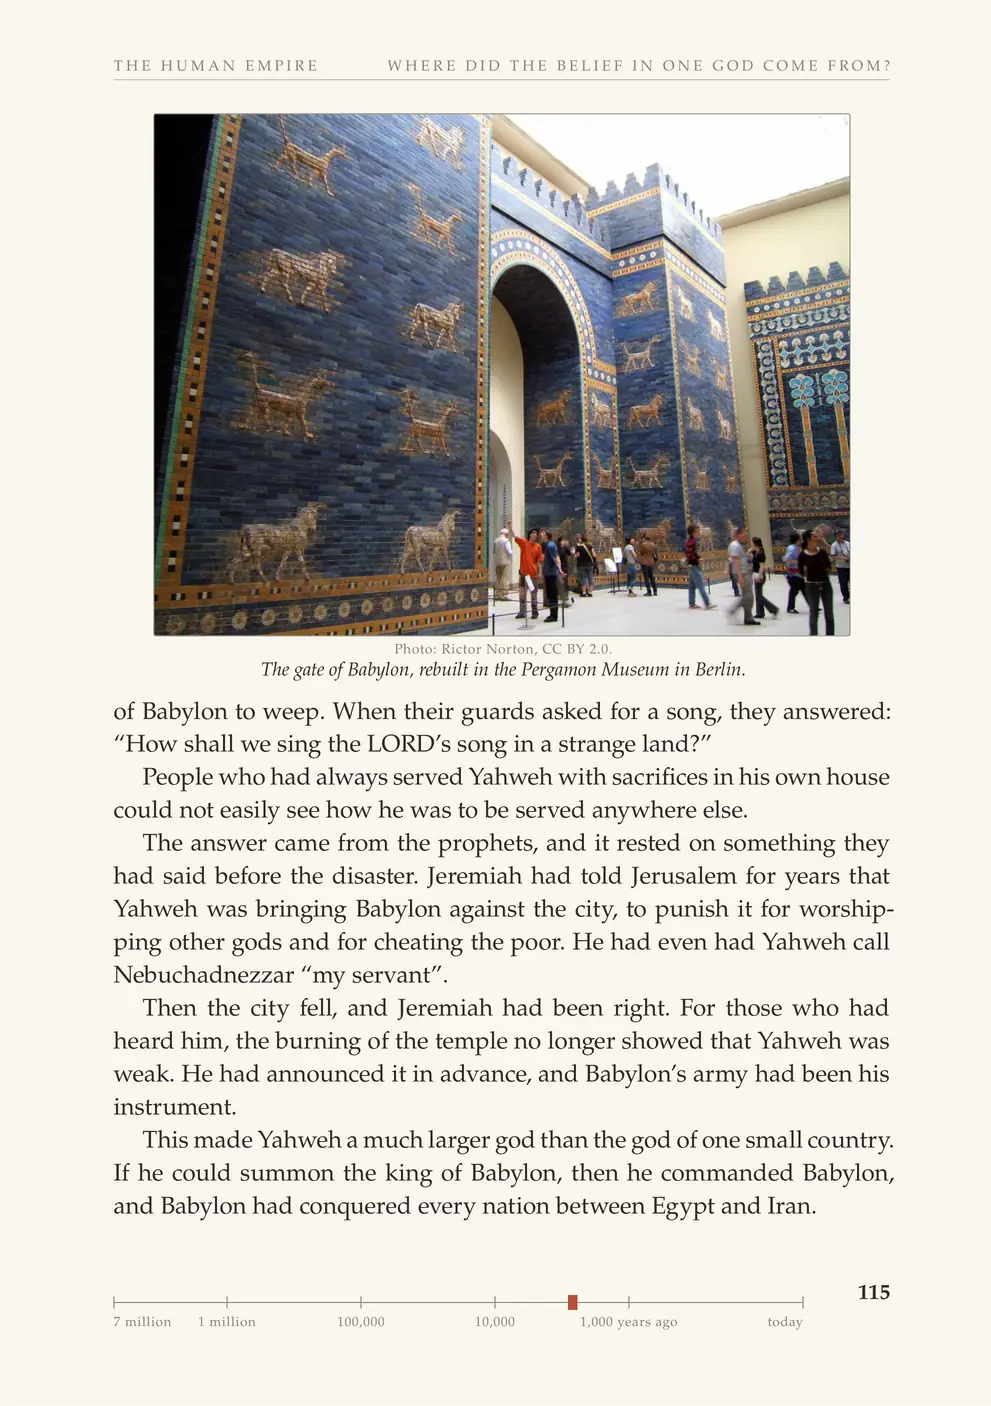 THE HUMAN EMPIRE
WHERE DID THE BELIEF IN ONE GOD COME FROM?
Photo: Rictor Norton, CC BY 2.0.
The gate of Babylon, rebuilt in the Pergamon Museum in Berlin.
of Babylon to weep. When their guards asked for a song, they answered:
“How shall we sing the LORD’s song in a strange land?”
People who had always served Yahweh with sacrifices in his own house
could not easily see how he was to be served anywhere else.
The answer came from the prophets, and it rested on something they
had said before the disaster. Jeremiah had told Jerusalem for years that
Yahweh was bringing Babylon against the city, to punish it for worship-
ping other gods and for cheating the poor. He had even had Yahweh call
Nebuchadnezzar “my servant”.
Then the city fell, and Jeremiah had been right. For those who had
heard him, the burning of the temple no longer showed that Yahweh was
weak. He had announced it in advance, and Babylon’s army had been his
instrument.
This made Yahweh a much larger god than the god of one small country.
If he could summon the king of Babylon, then he commanded Babylon,
and Babylon had conquered every nation between Egypt and Iran.
115
7 million
1 million
100,000
10,000
1,000 years ago
today